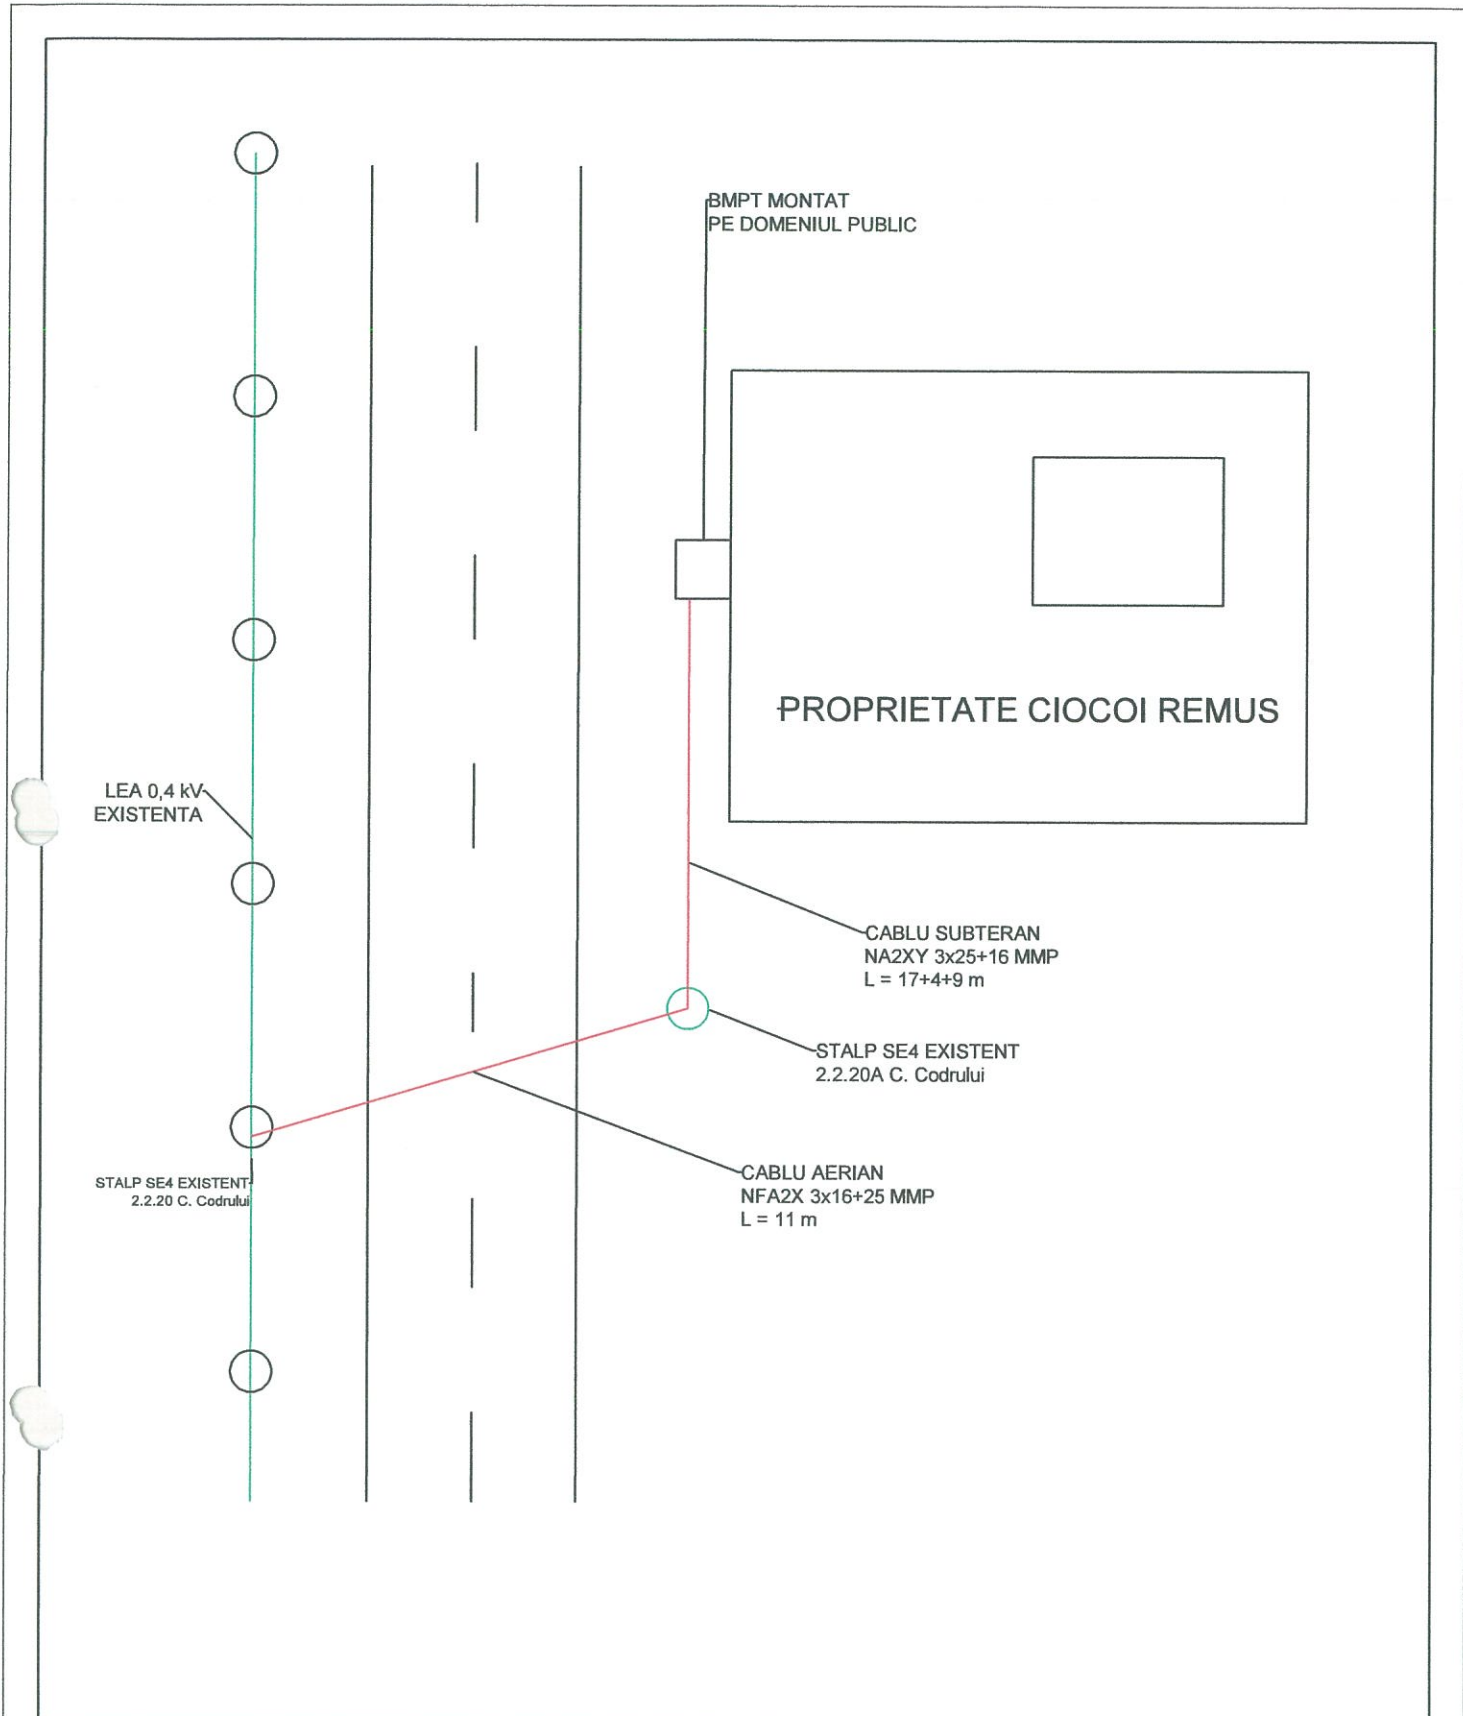 BMPT MONTAT
PE DOMENIUL PUBLIC
PROPRIETATE CIOCOI REMUS
LEA 0,4 kV
EXISTENTA
CABLU SUBTERAN
NA2XY 3x25+16 MMP
L = 17+4+9 m
STALP SE4 EXISTENT
2.2.20A C. Codrului
CABLU AERIAN
NFA2X 3x16+25 MMP
L = 11 m
STALP SE4 EXISTENT
2.2.20 C. Codrului